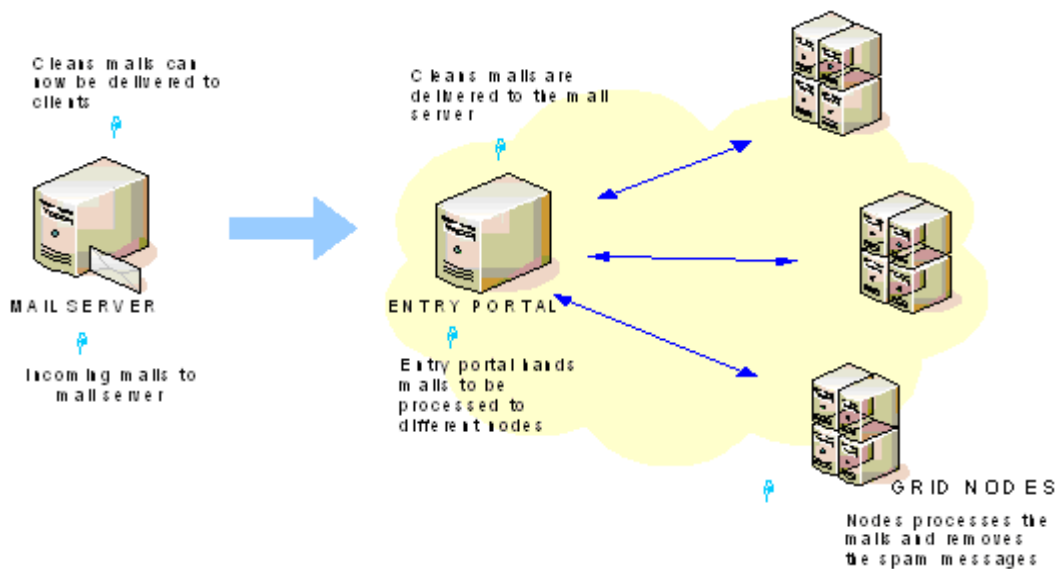 Cleans mails can
now be delivered to
clients
Cleans mails are
delivered to the mail
server
MAIL SERVER
ENTRY PORTAL
Incoming mails to
mail server
Entry portal hands
mails to be
processed to
different nodes
GRID NODES
Nodes processes the
mails and removes
the spam messages